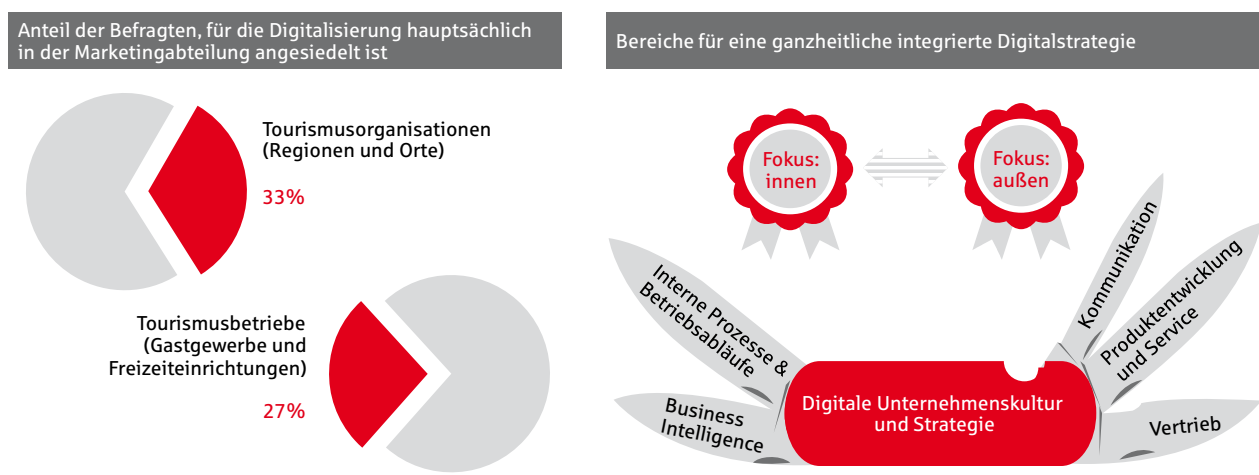 Anteil der Befragten, für die Digitalisierung hauptsächlich
in der Marketingabteilung angesiedelt ist
Tourismusorganisationen
(Regionen und Orte)
33%
Tourismusbetriebe
(Gastgewerbe und
Freizeiteinrichtungen)
27%
Bereiche für eine ganzheitliche integrierte Digitalstrategie
Fokus:
innen
Fokus:
außen
Interne Prozesse &
Betriebsabläufe
Business
Intelligence
Digitale Unternehmenskultur
und Strategie
Kommunikation
Produktentwicklung
und Service
Vertrieb